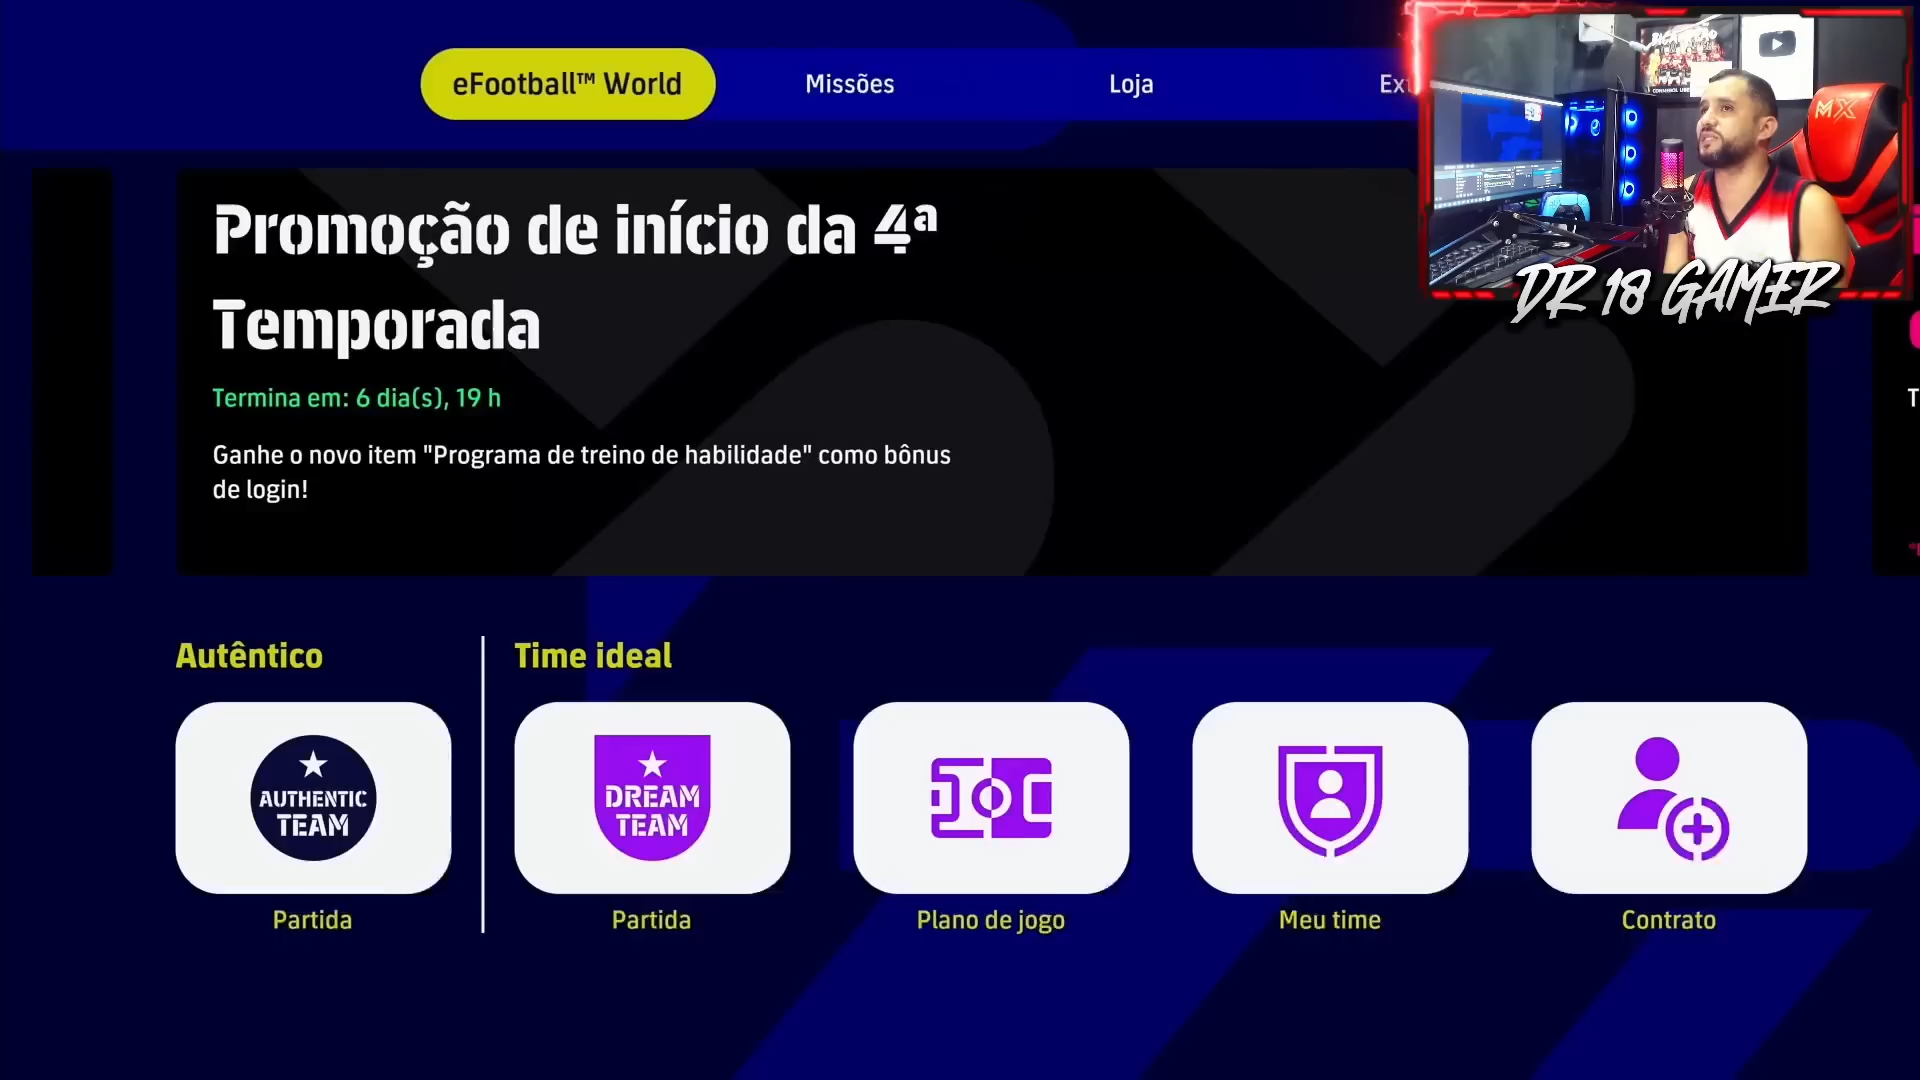 eFootball™ World
Missões
Loja
Ext
Promoção de início da 4ª
Temporada
Termina em: 6 dia(s), 19 h
Ganhe o novo item "Programa de treino de habilidade" como bônus
de login!
MX
DR 18 GAMER
T
Autêntico
Time ideal
AUTHENTIC
TEAM
DREAM
TEAM
Partida
Partida
Plano de jogo
Meu time
Contrato